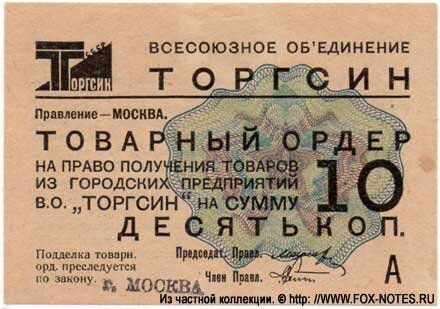 СССР
ТОРГСИН
ВСЕСОЮЗНОЕ ОБ'ЕДИНЕНИЕ
ТОРГСИН
Правление—МОСКВА.
ТОВАРНЫЙ ОРДЕР
НА ПРАВО ПОЛУЧЕНИЯ ТОВАРОВ
ИЗ ГОРОДСКИХ ПРЕДПРИЯТИЙ
В.О. „ТОРГСИН" НА СУММУ
10
ДЕСЯТЬ КОП.
Подделка товарн.
орд. преследуется
по закону.
Председат. Правл.
Член Правл.
А
г. МОСКВА
Из частной коллекции. © www.FOX-NOTES.RU